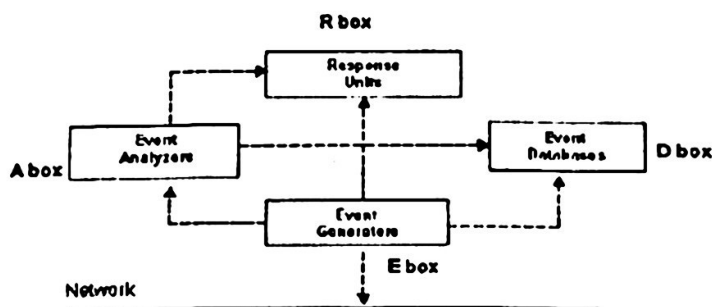 R box
Response
Units
Event
Analyzers
A box
Event
Databases
D box
Event
Generators
E box
Network